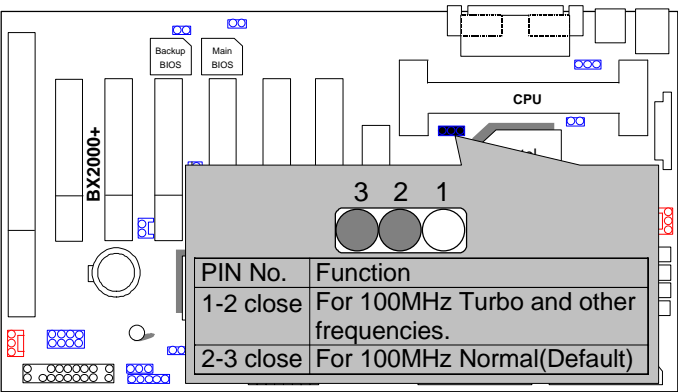 Backup
BIOS
Main
BIOS
CPU
BX2000+
3 2 1
PIN No. Function
1-2 close For 100MHz Turbo and other
frequencies.
2-3 close For 100MHz Normal(Default)